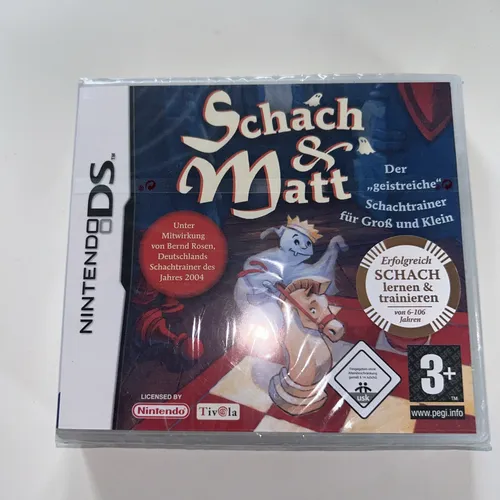 NINTENDO DS™
Schach
&
Matt
Der
„geistreiche"
Schachtrainer
für Groß und Klein
Unter
Mitwirkung
von Bernd Rosen,
Deutschlands
Schachtrainer des
Jahres 2004
Erfolgreich
SCHACH
lernen &
trainieren
von 6-106
Jahren
LICENSED BY
Nintendo
Tivola
usk
3+
www.pegi.info